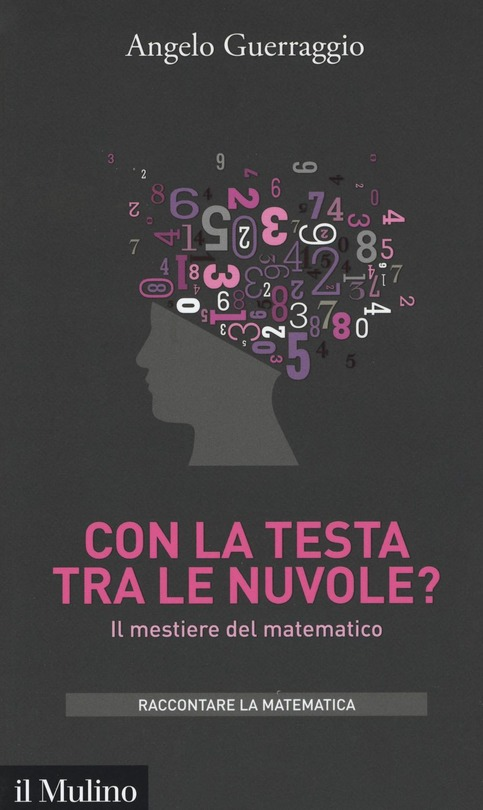 Angelo Guerraggio
CON LA TESTA
TRA LE NUVOLE?
Il mestiere del matematico
RACCONTARE LA MATEMATICA
il Mulino